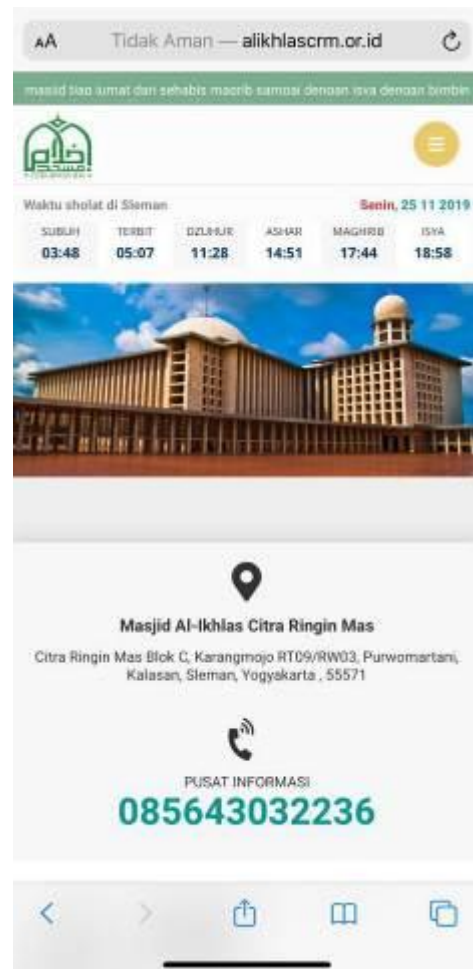 AA Tidak Aman — alikhlascrm.or.id
masjid tiap jumat dan sehabis magrib sampai dengan isya dengan bimbin
Waktu sholat di Sleman Senin, 25 11 2019
SUBUH TERBIT DZUHUR ASHAR MAGHRIB ISYA
03:48 05:07 11:28 14:51 17:44 18:58
Masjid Al-Ikhlas Citra Ringin Mas
Citra Ringin Mas Blok C, Karangmojo RT09/RW03, Purwomartani,
Kalasan, Sleman, Yogyakarta , 55571
PUSAT INFORMASI
085643032236